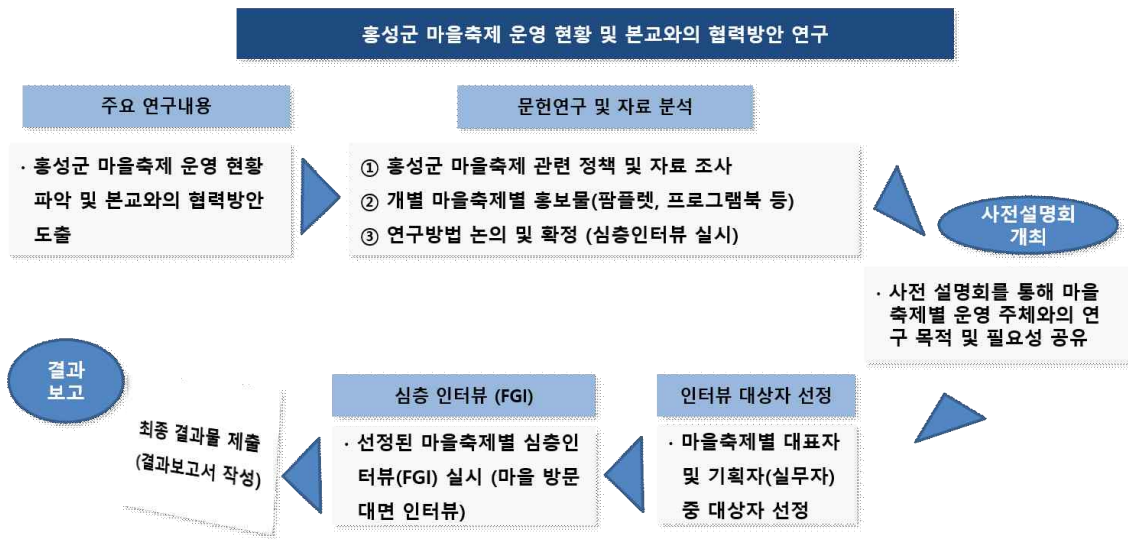 홍성군 마을축제 운영 현황 및 본교와의 협력방안 연구
주요 연구내용
· 홍성군 마을축제 운영 현황
파악 및 본교와의 협력방안
도출
문헌연구 및 자료 분석
① 홍성군 마을축제 관련 정책 및 자료 조사
② 개별 마을축제별 홍보물(팜플렛, 프로그램북 등)
③ 연구방법 논의 및 확정 (심층인터뷰 실시)
사전설명회
개최
· 사전 설명회를 통해 마을
축제별 운영 주체와의 연
구 목적 및 필요성 공유
인터뷰 대상자 선정
· 마을축제별 대표자
및 기획자(실무자)
중 대상자 선정
심층 인터뷰 (FGI)
· 선정된 마을축제별 심층인
터뷰(FGI) 실시 (마을 방문
대면 인터뷰)
결과
보고
최종 결과물 제출
(결과보고서 작성)